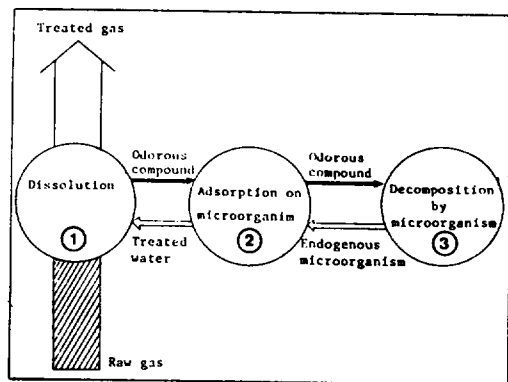 Treated gas
Odorous
compound
Odorous
compound
Dissolution
Adsorption on
microorganim
Decomposition
by
microorganism
1
2
3
Treated
water
Endogenous
microorganism
Raw gas